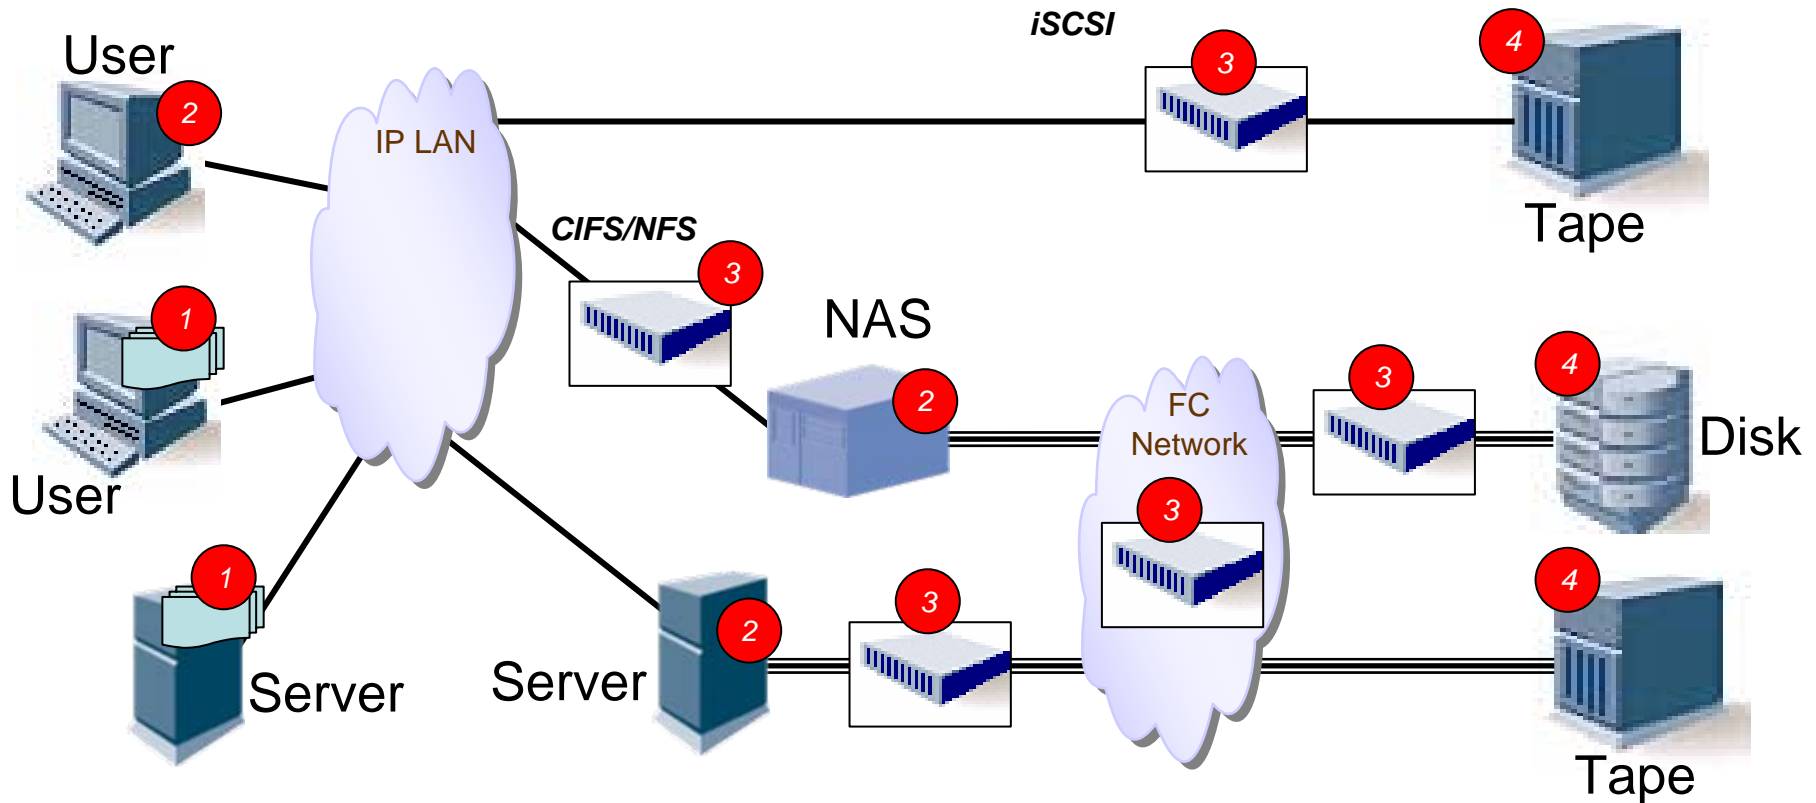 iSCSI
User
2
3
4
IP LAN
Tape
CIFS/NFS
3
1
NAS
User
2
FC
Network
3
4
Disk
3
1
Server
Server
2
3
4
Tape